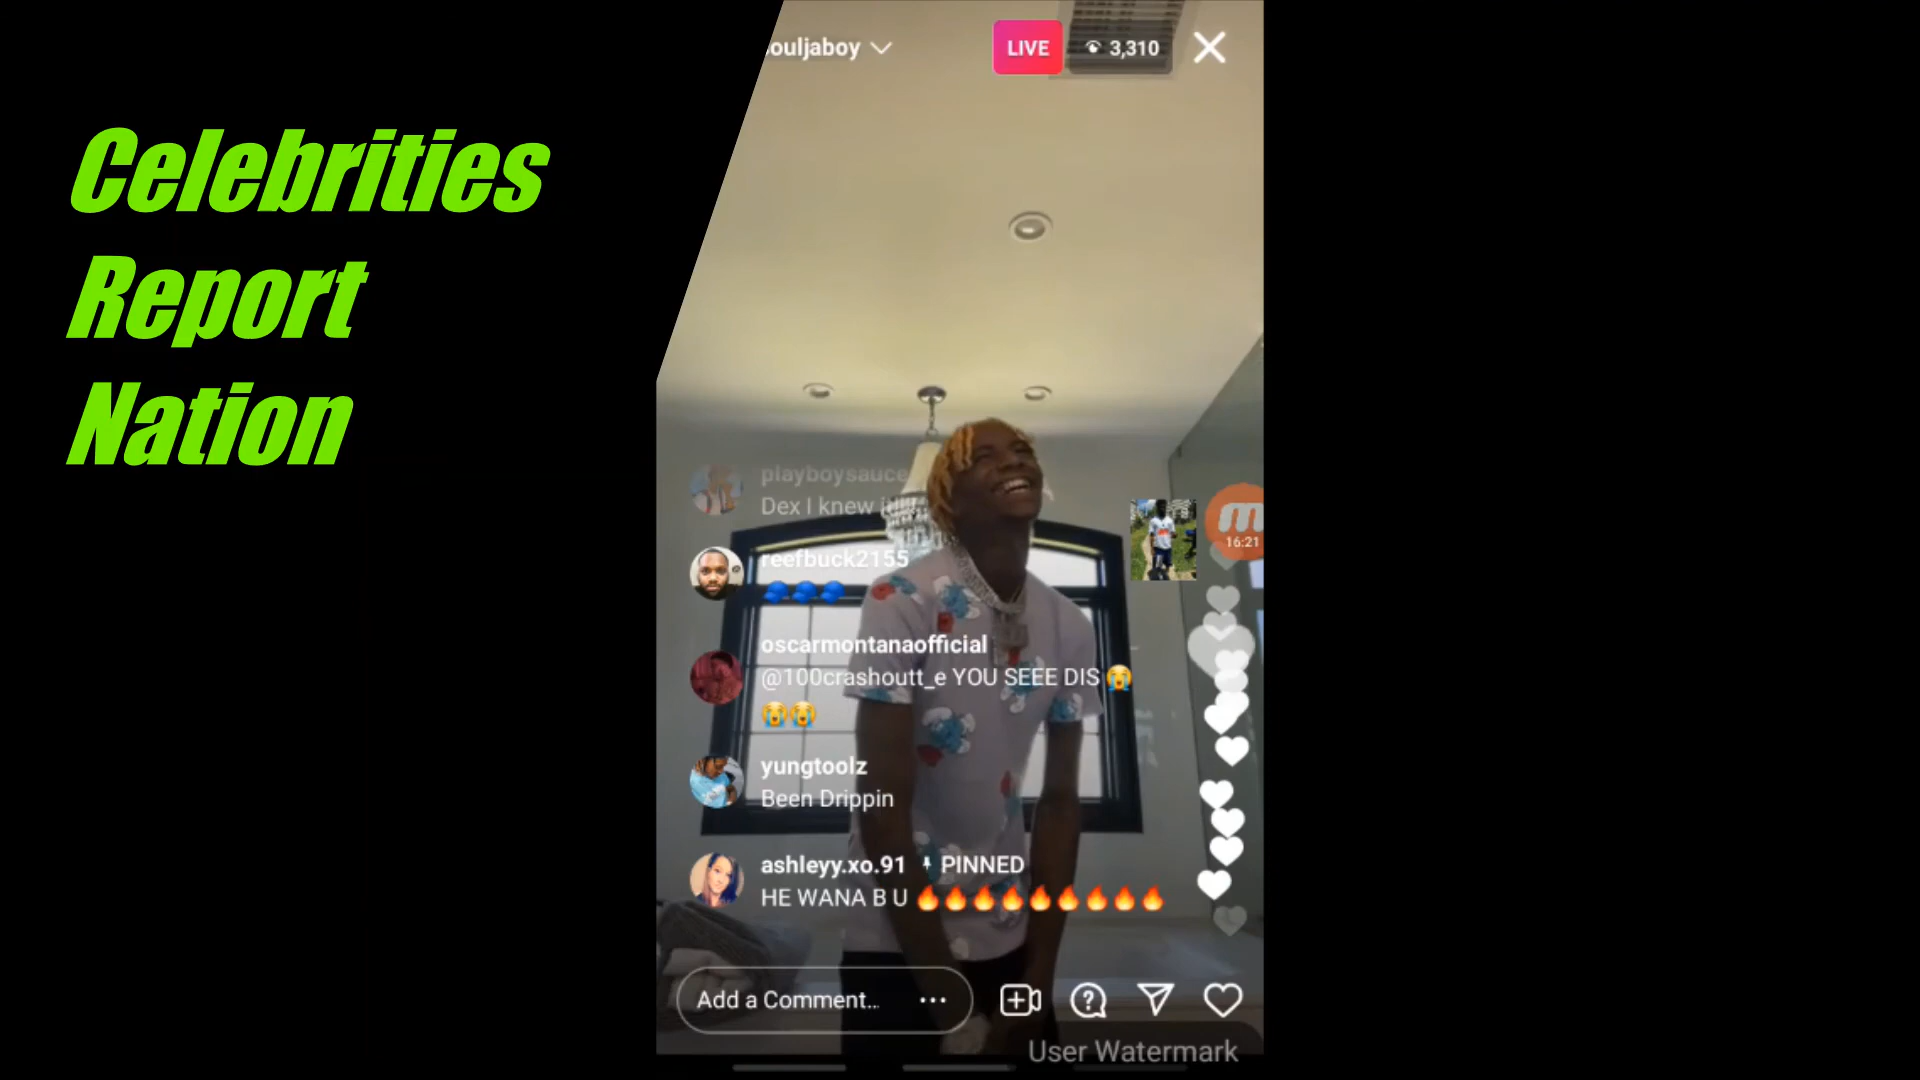 Celebrities
Report
Nation
ouljaboy
LIVE
3,310
playboysauce
Dex I knew it
16:21
reefbuck2155
🧢🧢🧢
oscarmontanaofficial
@100crashoutt_e YOU SEEE DIS 😭
😭😭
yungtoolz
Been Drippin
ashleyy.xo.91 PINNED
HE WANA B U 🔥🔥🔥🔥🔥🔥🔥🔥🔥
Add a Comment...
User Watermark